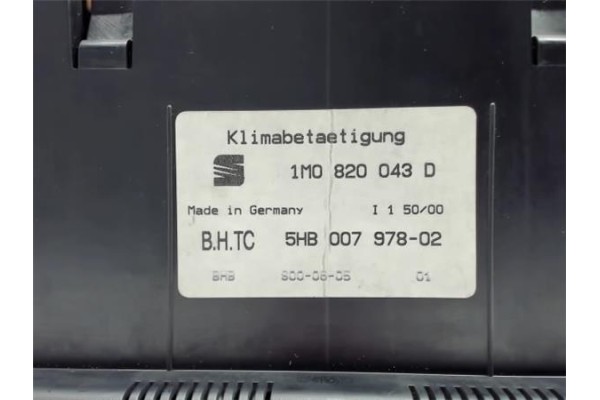 Klimabetaetigung
1M0 820 043 D
Made in Germany I 1 50/00
B.H.TC 5HB 007 978-02
BHB S00-06-05 01